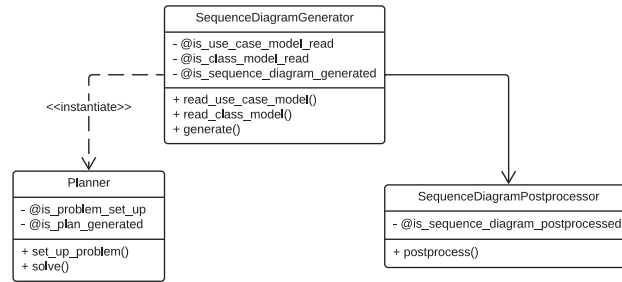 SequenceDiagramGenerator
- @is_use_case_model_read
- @is_class_model_read
- @is_sequence_diagram_generated
+ read_use_case_model()
+ read_class_model()
+ generate()
<<instantiate>>
Planner
- @is_problem_set_up
- @is_plan_generated
+ set_up_problem()
+ solve()
SequenceDiagramPostprocessor
- @is_sequence_diagram_postprocessed
+ postprocess()